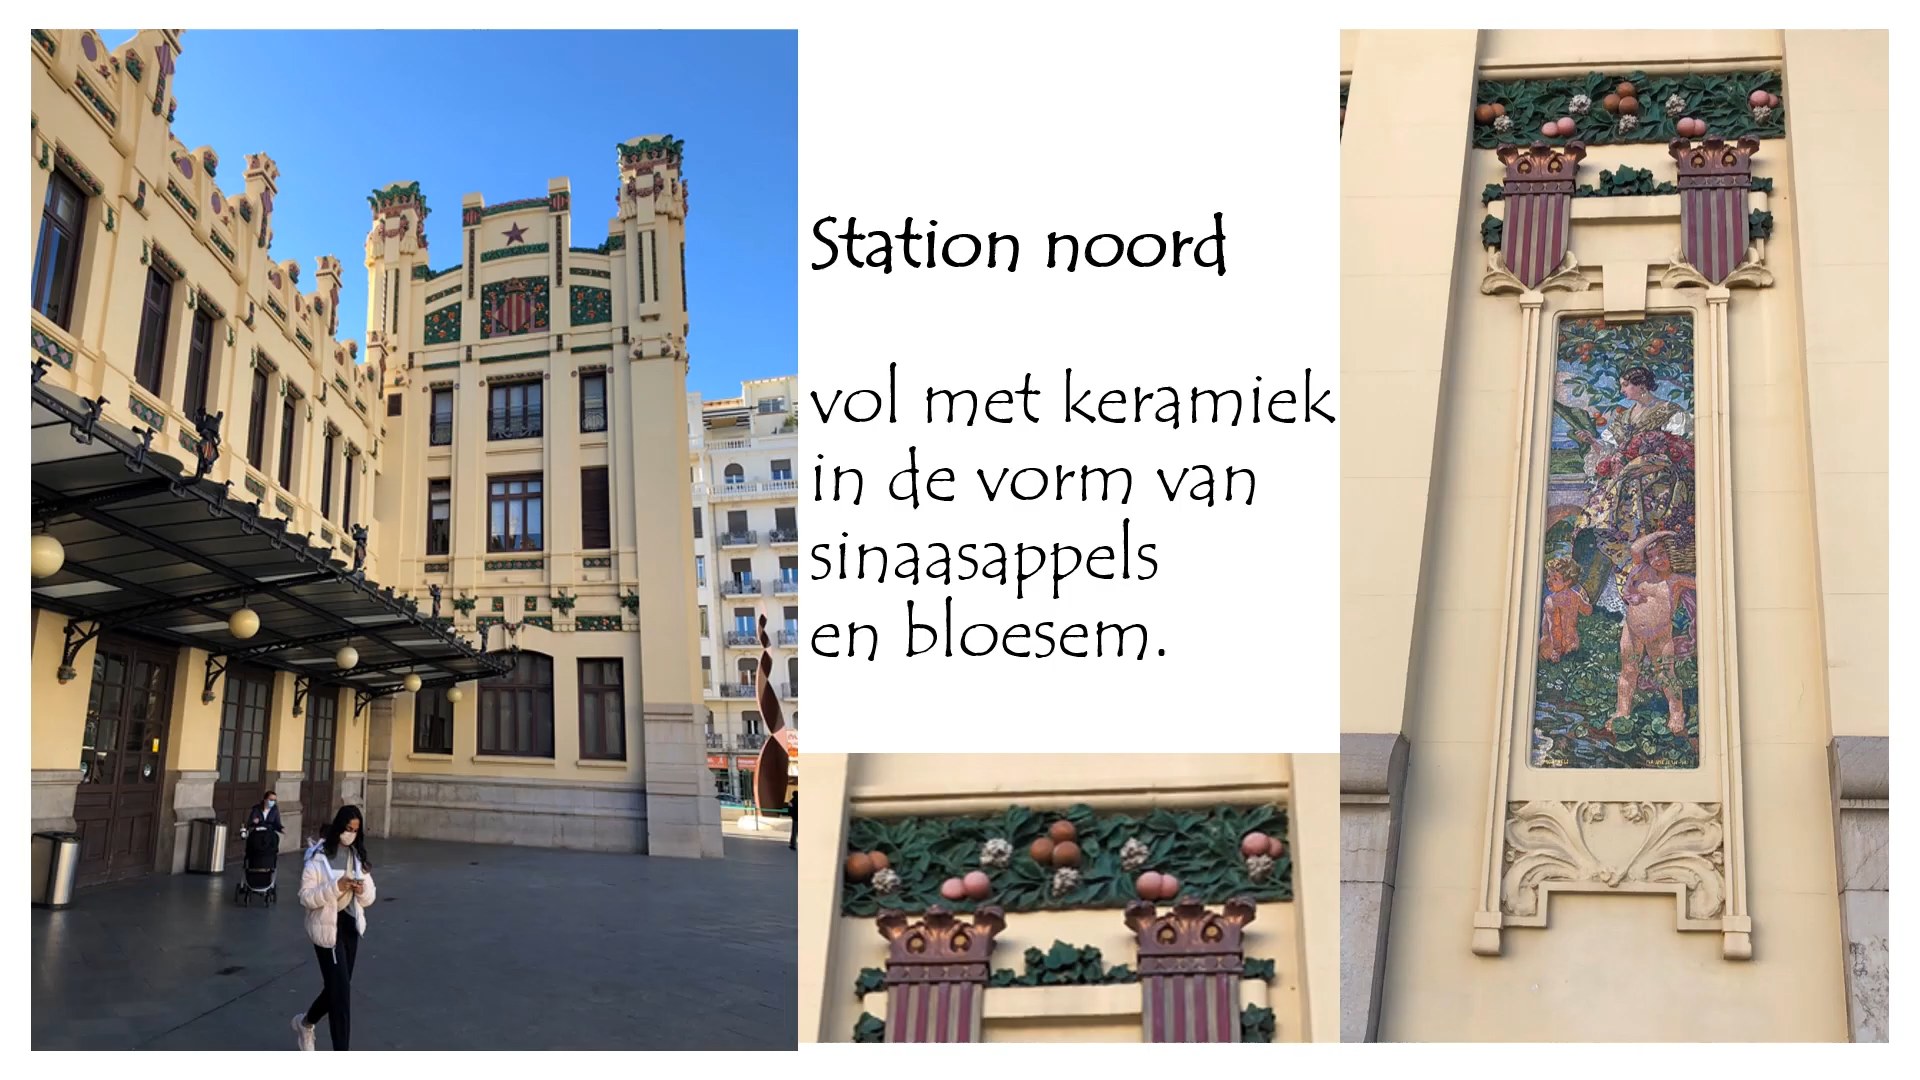 Station noord
vol met keramiek
in de vorm van
sinaasappels
en bloesem.